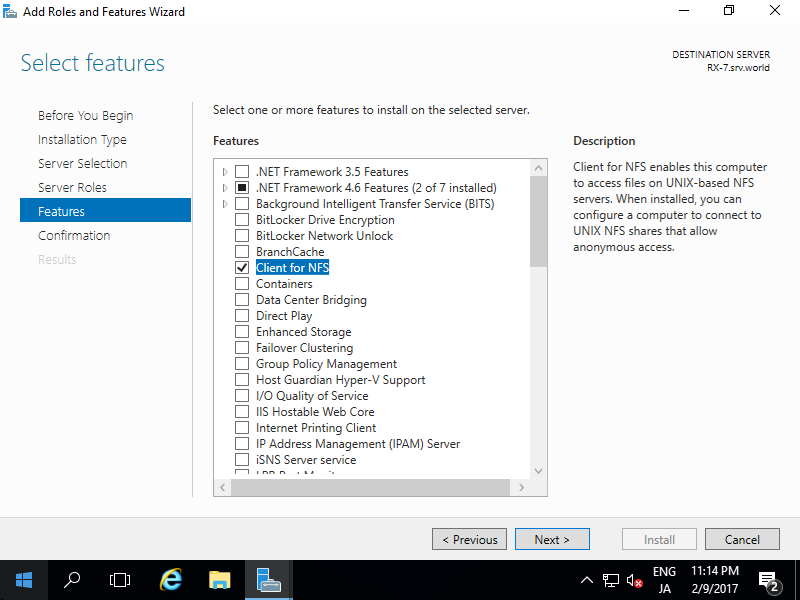 Add Roles and Features Wizard
Select features
DESTINATION SERVER
RX-7.srv.world
Before You Begin
Installation Type
Server Selection
Server Roles
Features
Confirmation
Results
Select one or more features to install on the selected server.
Features
.NET Framework 3.5 Features
.NET Framework 4.6 Features (2 of 7 installed)
Background Intelligent Transfer Service (BITS)
BitLocker Drive Encryption
BitLocker Network Unlock
BranchCache
Client for NFS
Containers
Data Center Bridging
Direct Play
Enhanced Storage
Failover Clustering
Group Policy Management
Host Guardian Hyper-V Support
I/O Quality of Service
IIS Hostable Web Core
Internet Printing Client
IP Address Management (IPAM) Server
iSNS Server service
Description
Client for NFS enables this computer
to access files on UNIX-based NFS
servers. When installed, you can
configure a computer to connect to
UNIX NFS shares that allow
anonymous access.
< Previous
Next >
Install
Cancel
ENG
JA
11:14 PM
2/9/2017
2